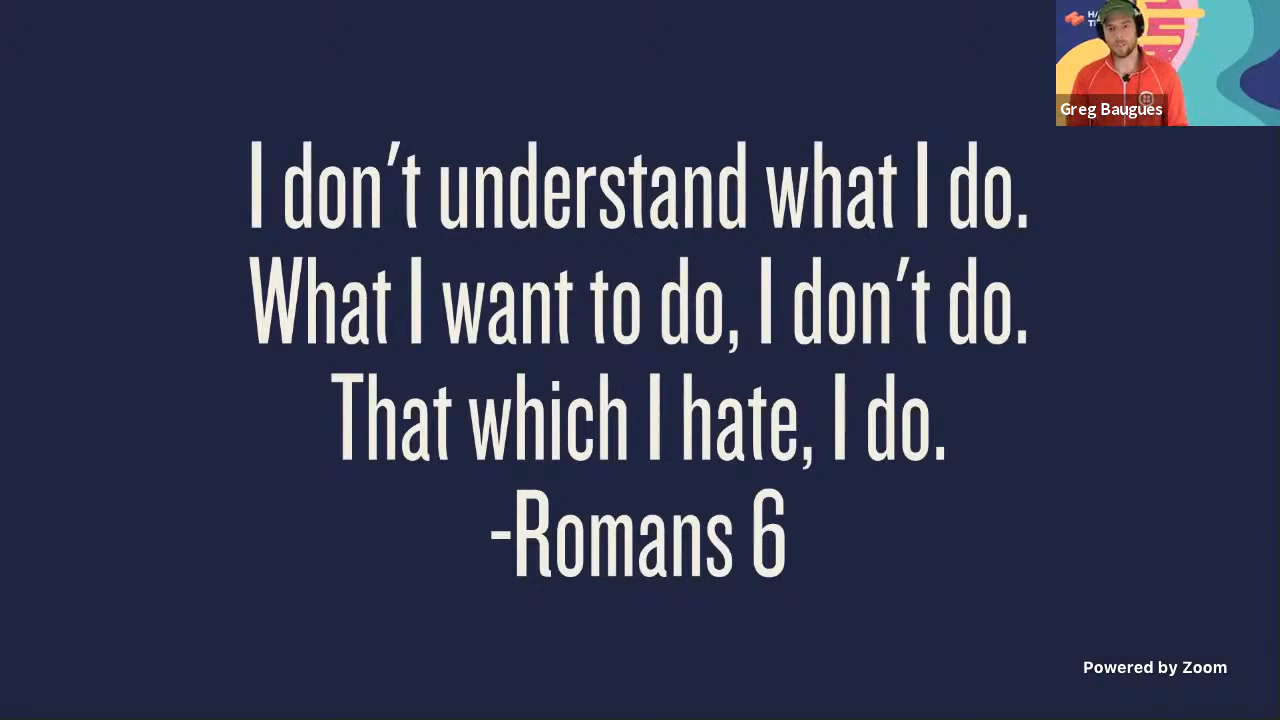 I don't understand what I do.
What I want to do, I don't do.
That which I hate, I do.
-Romans 6
Greg Baugues
Powered by Zoom